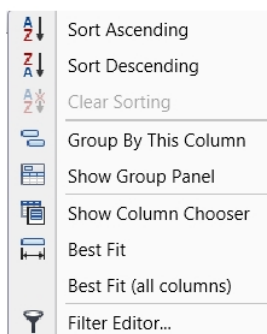 Sort Ascending
Sort Descending
Clear Sorting
Group By This Column
Show Group Panel
Show Column Chooser
Best Fit
Best Fit (all columns)
Filter Editor...